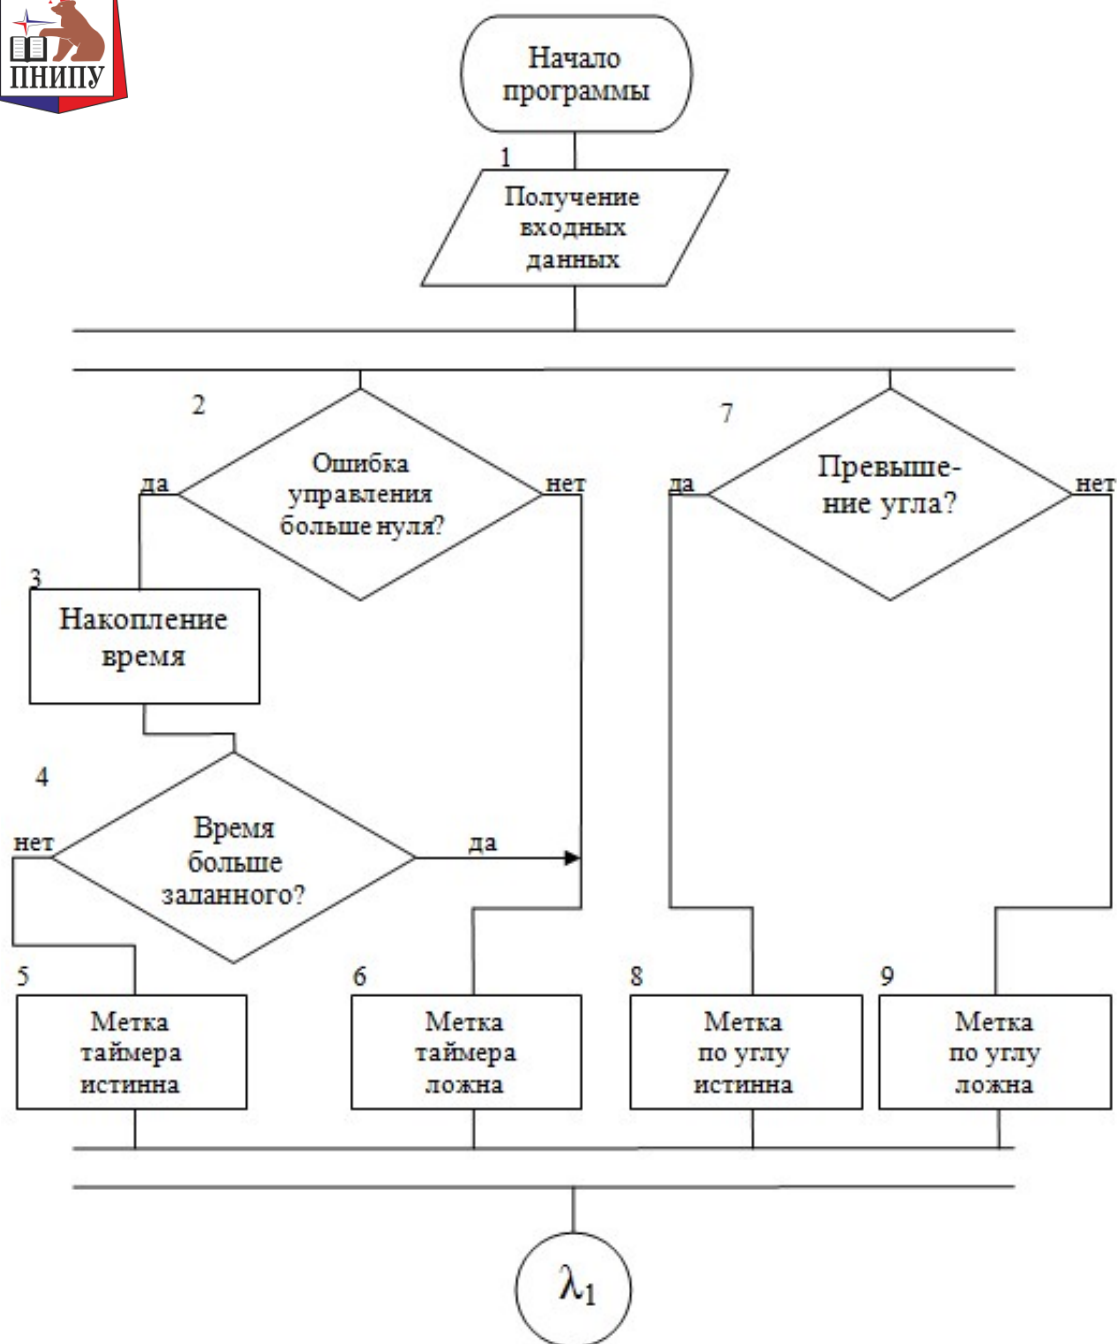 ПНИПУ
Начало
программы
1
Получение
входных
данных
2
Ошибка
управления
больше нуля?
да
нет
7
Превыше-
ние угла?
да
нет
3
Накопление
время
4
Время
больше
заданного?
нет
да
5
Метка
таймера
истинна
6
Метка
таймера
ложна
8
Метка
по углу
истинна
9
Метка
по углу
ложна
λ1